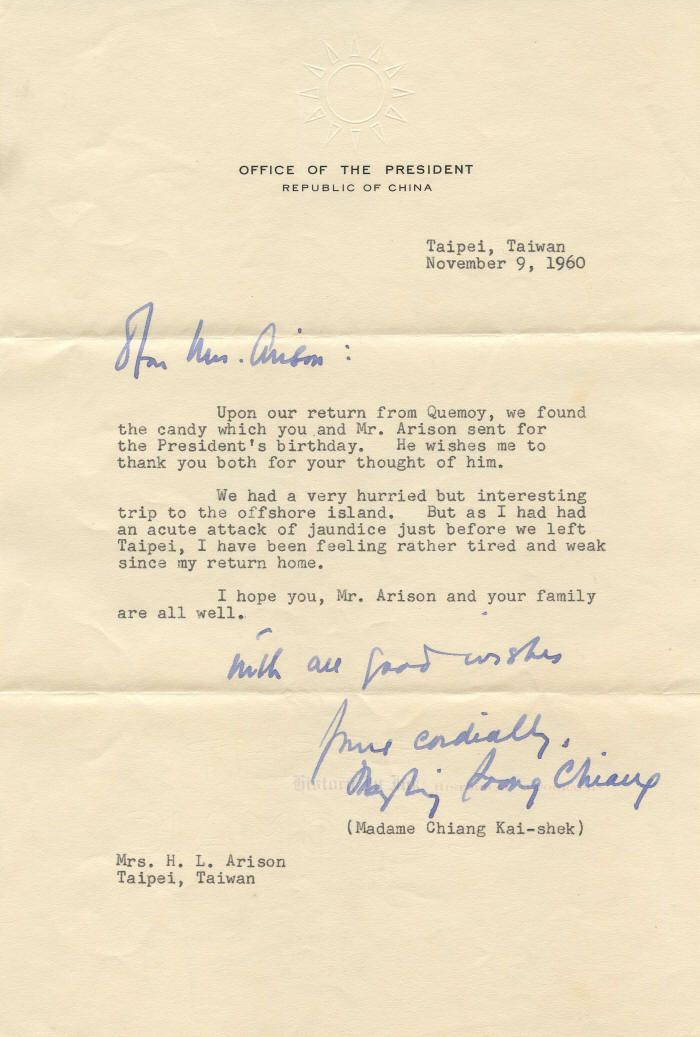 OFFICE OF THE PRESIDENT
REPUBLIC OF CHINA
Taipei, Taiwan
November 9, 1960
Dear Mrs. Arison :
Upon our return from Quemoy, we found
the candy which you and Mr. Arison sent for
the President's birthday. He wishes me to
thank you both for your thought of him.
We had a very hurried but interesting
trip to the offshore island. But as I had had
an acute attack of jaundice just before we left
Taipei, I have been feeling rather tired and weak
since my return home.
I hope you, Mr. Arison and your family
are all well.
With all good wishes
Yours cordially,
Mayling Soong Chiang
(Madame Chiang Kai-shek)
Mrs. H. L. Arison
Taipei, Taiwan